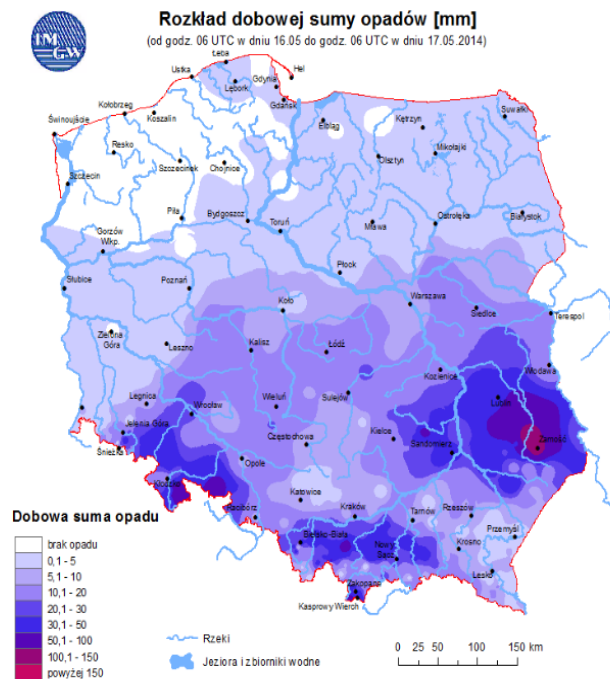 IM
GW
Rozkład dobowej sumy opadów [mm]
(od godz. 06 UTC w dniu 16.05 do godz. 06 UTC w dniu 17.05.2014)
Łeba
Hel
Ustka
Gdynia
Lębork
Gdańsk
Suwałki
Kołobrzeg
Koszalin
Kętrzyn
Elbląg
Świnoujście
Resko
Mikołajki
Olsztyn
Szczecinek
Chojnice
Szczecin
Piła
Bydgoszcz
Toruń
Mława
Ostrołęka
Białystok
Gorzów
Wlkp.
Płock
Słubice
Poznań
Koło
Warszawa
Siedlce
Terespol
Zielona
Góra
Leszno
Kalisz
Łódź
Kozienice
Włodawa
Legnica
Wrocław
Wieluń
Sulejów
Lublin
Jelenia Góra
Kielce
Sandomierz
Zamość
Śnieżka
Częstochowa
Opole
Kłodzko
Katowice
Racibórz
Kraków
Tarnów
Rzeszów
Przemyśl
Bielsko-Biała
Nowy
Sącz
Krosno
Lesko
Zakopane
Kasprowy Wierch
Dobowa suma opadu
brak opadu
0,1 - 5
5,1 - 10
10,1 - 20
20,1 - 30
30,1 - 50
50,1 - 100
100,1 - 150
powyżej 150
Rzeki
Jeziora i zbiorniki wodne
0 25 50 100 150 km